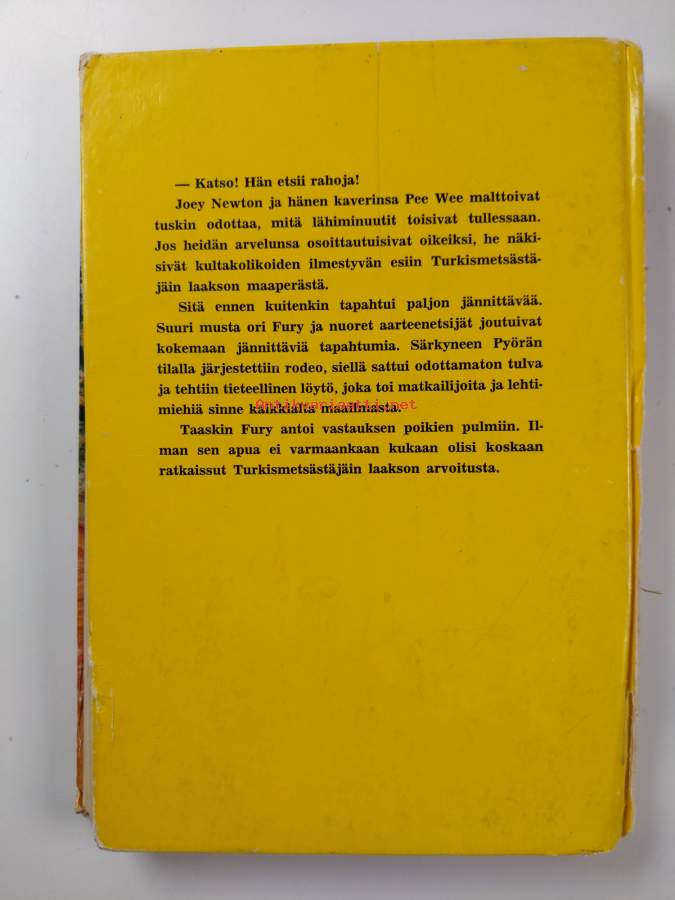 — Katso! Hän etsii rahoja!
Joey Newton ja hänen kaverinsa Pee Wee malttoivat
tuskin odottaa, mitä lähiminuutit toisivat tullessaan.
Jos heidän arvelunsa osoittautuisivat oikeiksi, he näki-
sivät kultakolikoiden ilmestyvän esiin Turkismetsästä-
jäin laakson maaperästä.
Sitä ennen kuitenkin tapahtui paljon jännittävää.
Suuri musta ori Fury ja nuoret aarteenetsijät joutuivat
kokemaan jännittäviä tapahtumia. Särkyneen Pyörän
tilalla järjestettiin rodeo, siellä sattui odottamaton tulva
ja tehtiin tieteellinen löytö, joka toi matkailijoita ja lehti-
miehiä sinne kaikkialta maailmasta.
Antikvariaatti.net
Taaskin Fury antoi vastauksen poikien pulmiin. Il-
man sen apua ei varmaankaan kukaan olisi koskaan
ratkaissut Turkismetsästäjäin laakson arvoitusta.